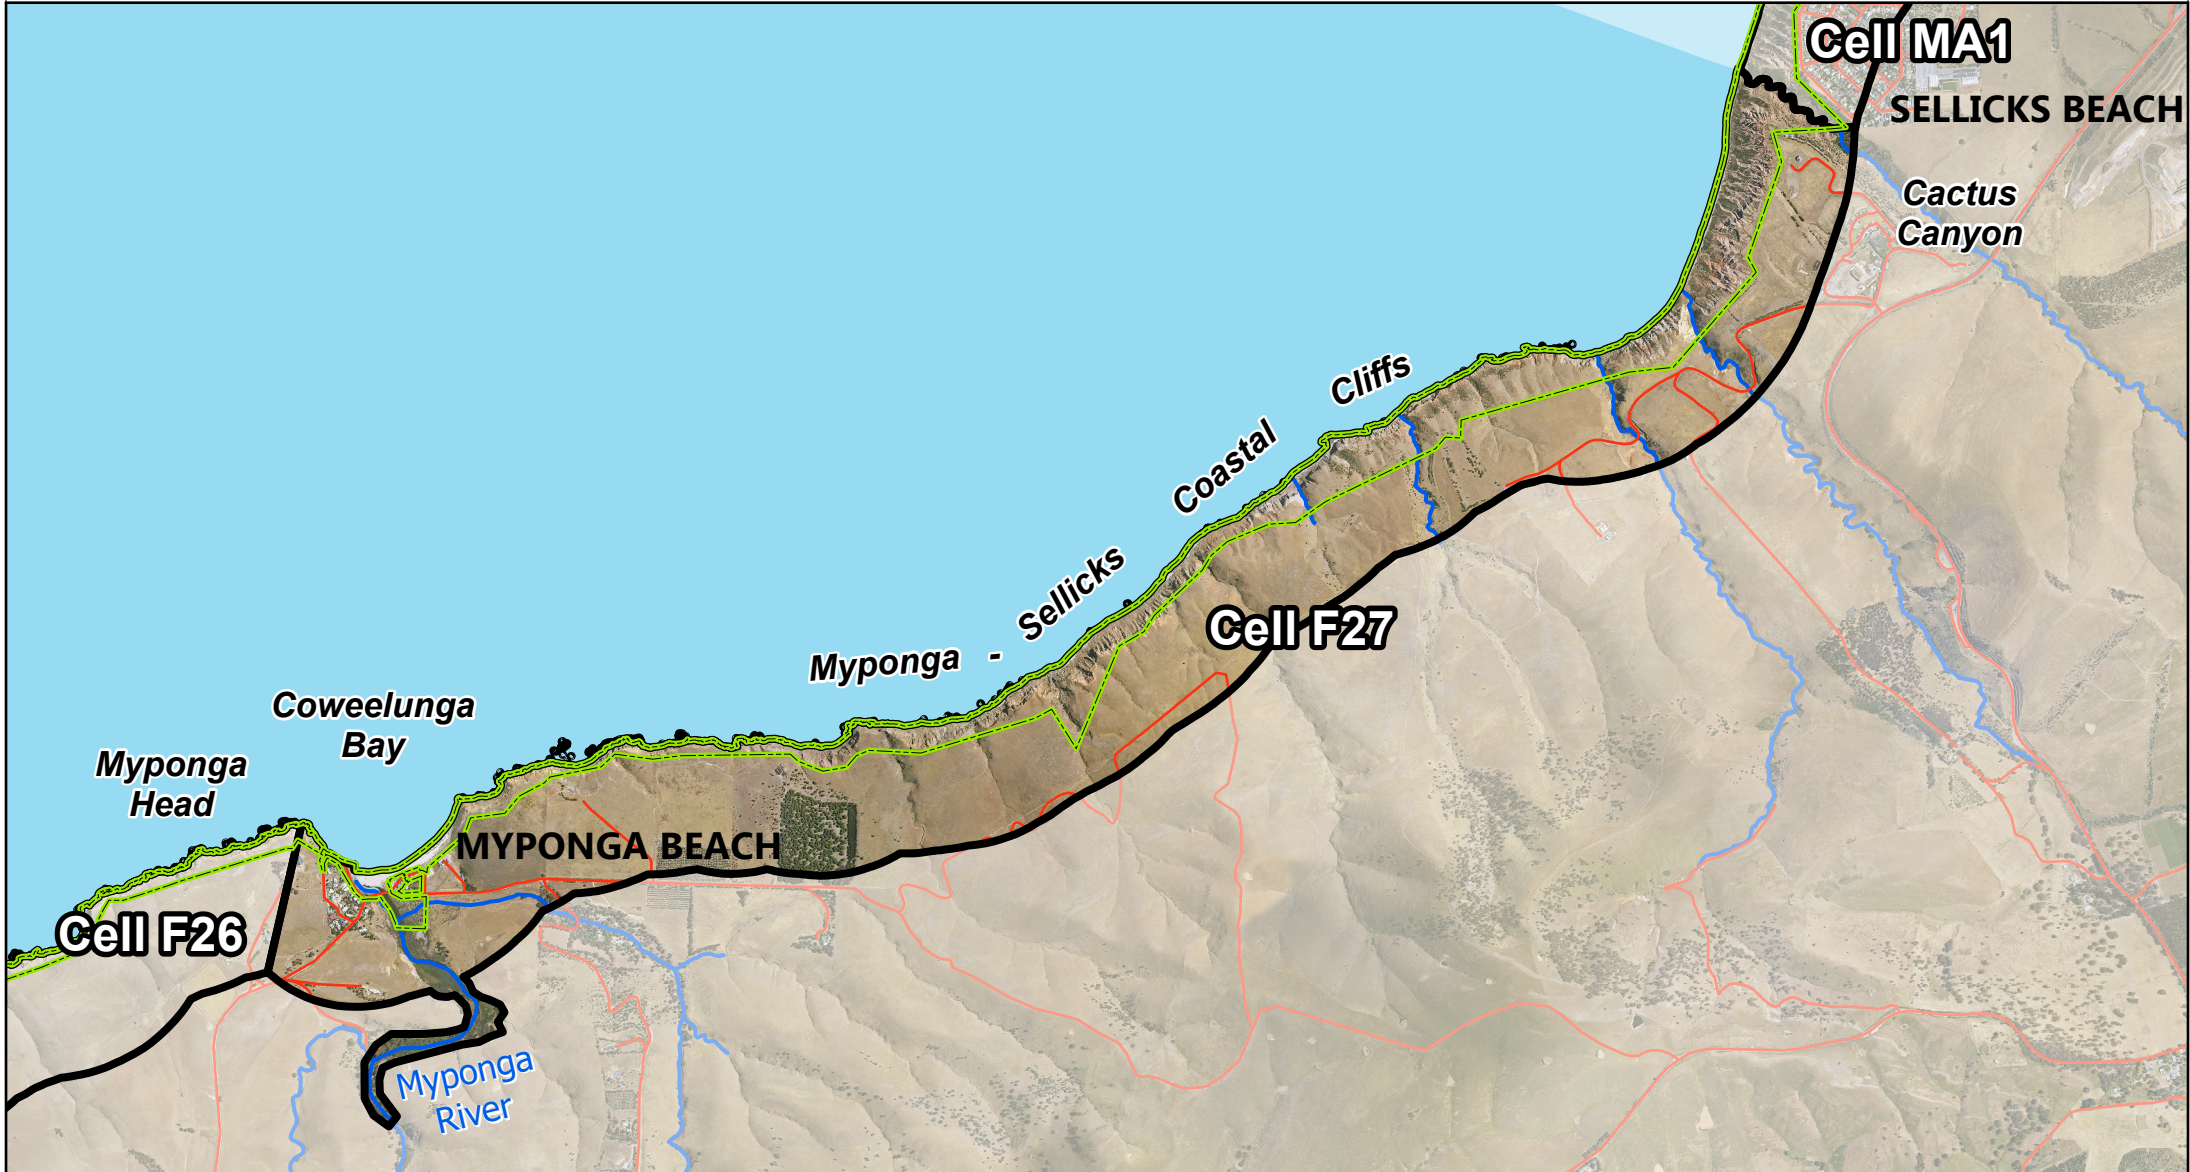 Cell MA1
SELLICKS BEACH
Cactus
Canyon
Myponga - Sellicks Coastal Cliffs
Cell F27
Coweelunga
Bay
Myponga
Head
MYPONGA BEACH
Cell F26
Myponga
River